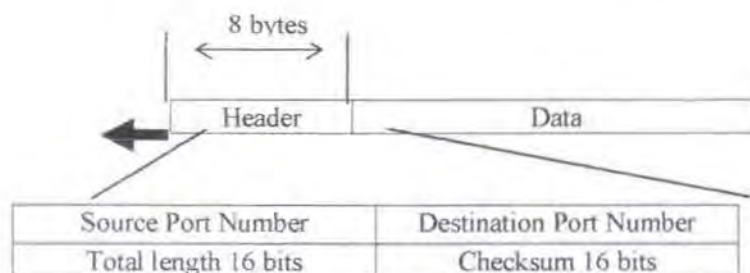 8 bytes
Header Data
Source Port Number Destination Port Number
Total length 16 bits Checksum 16 bits